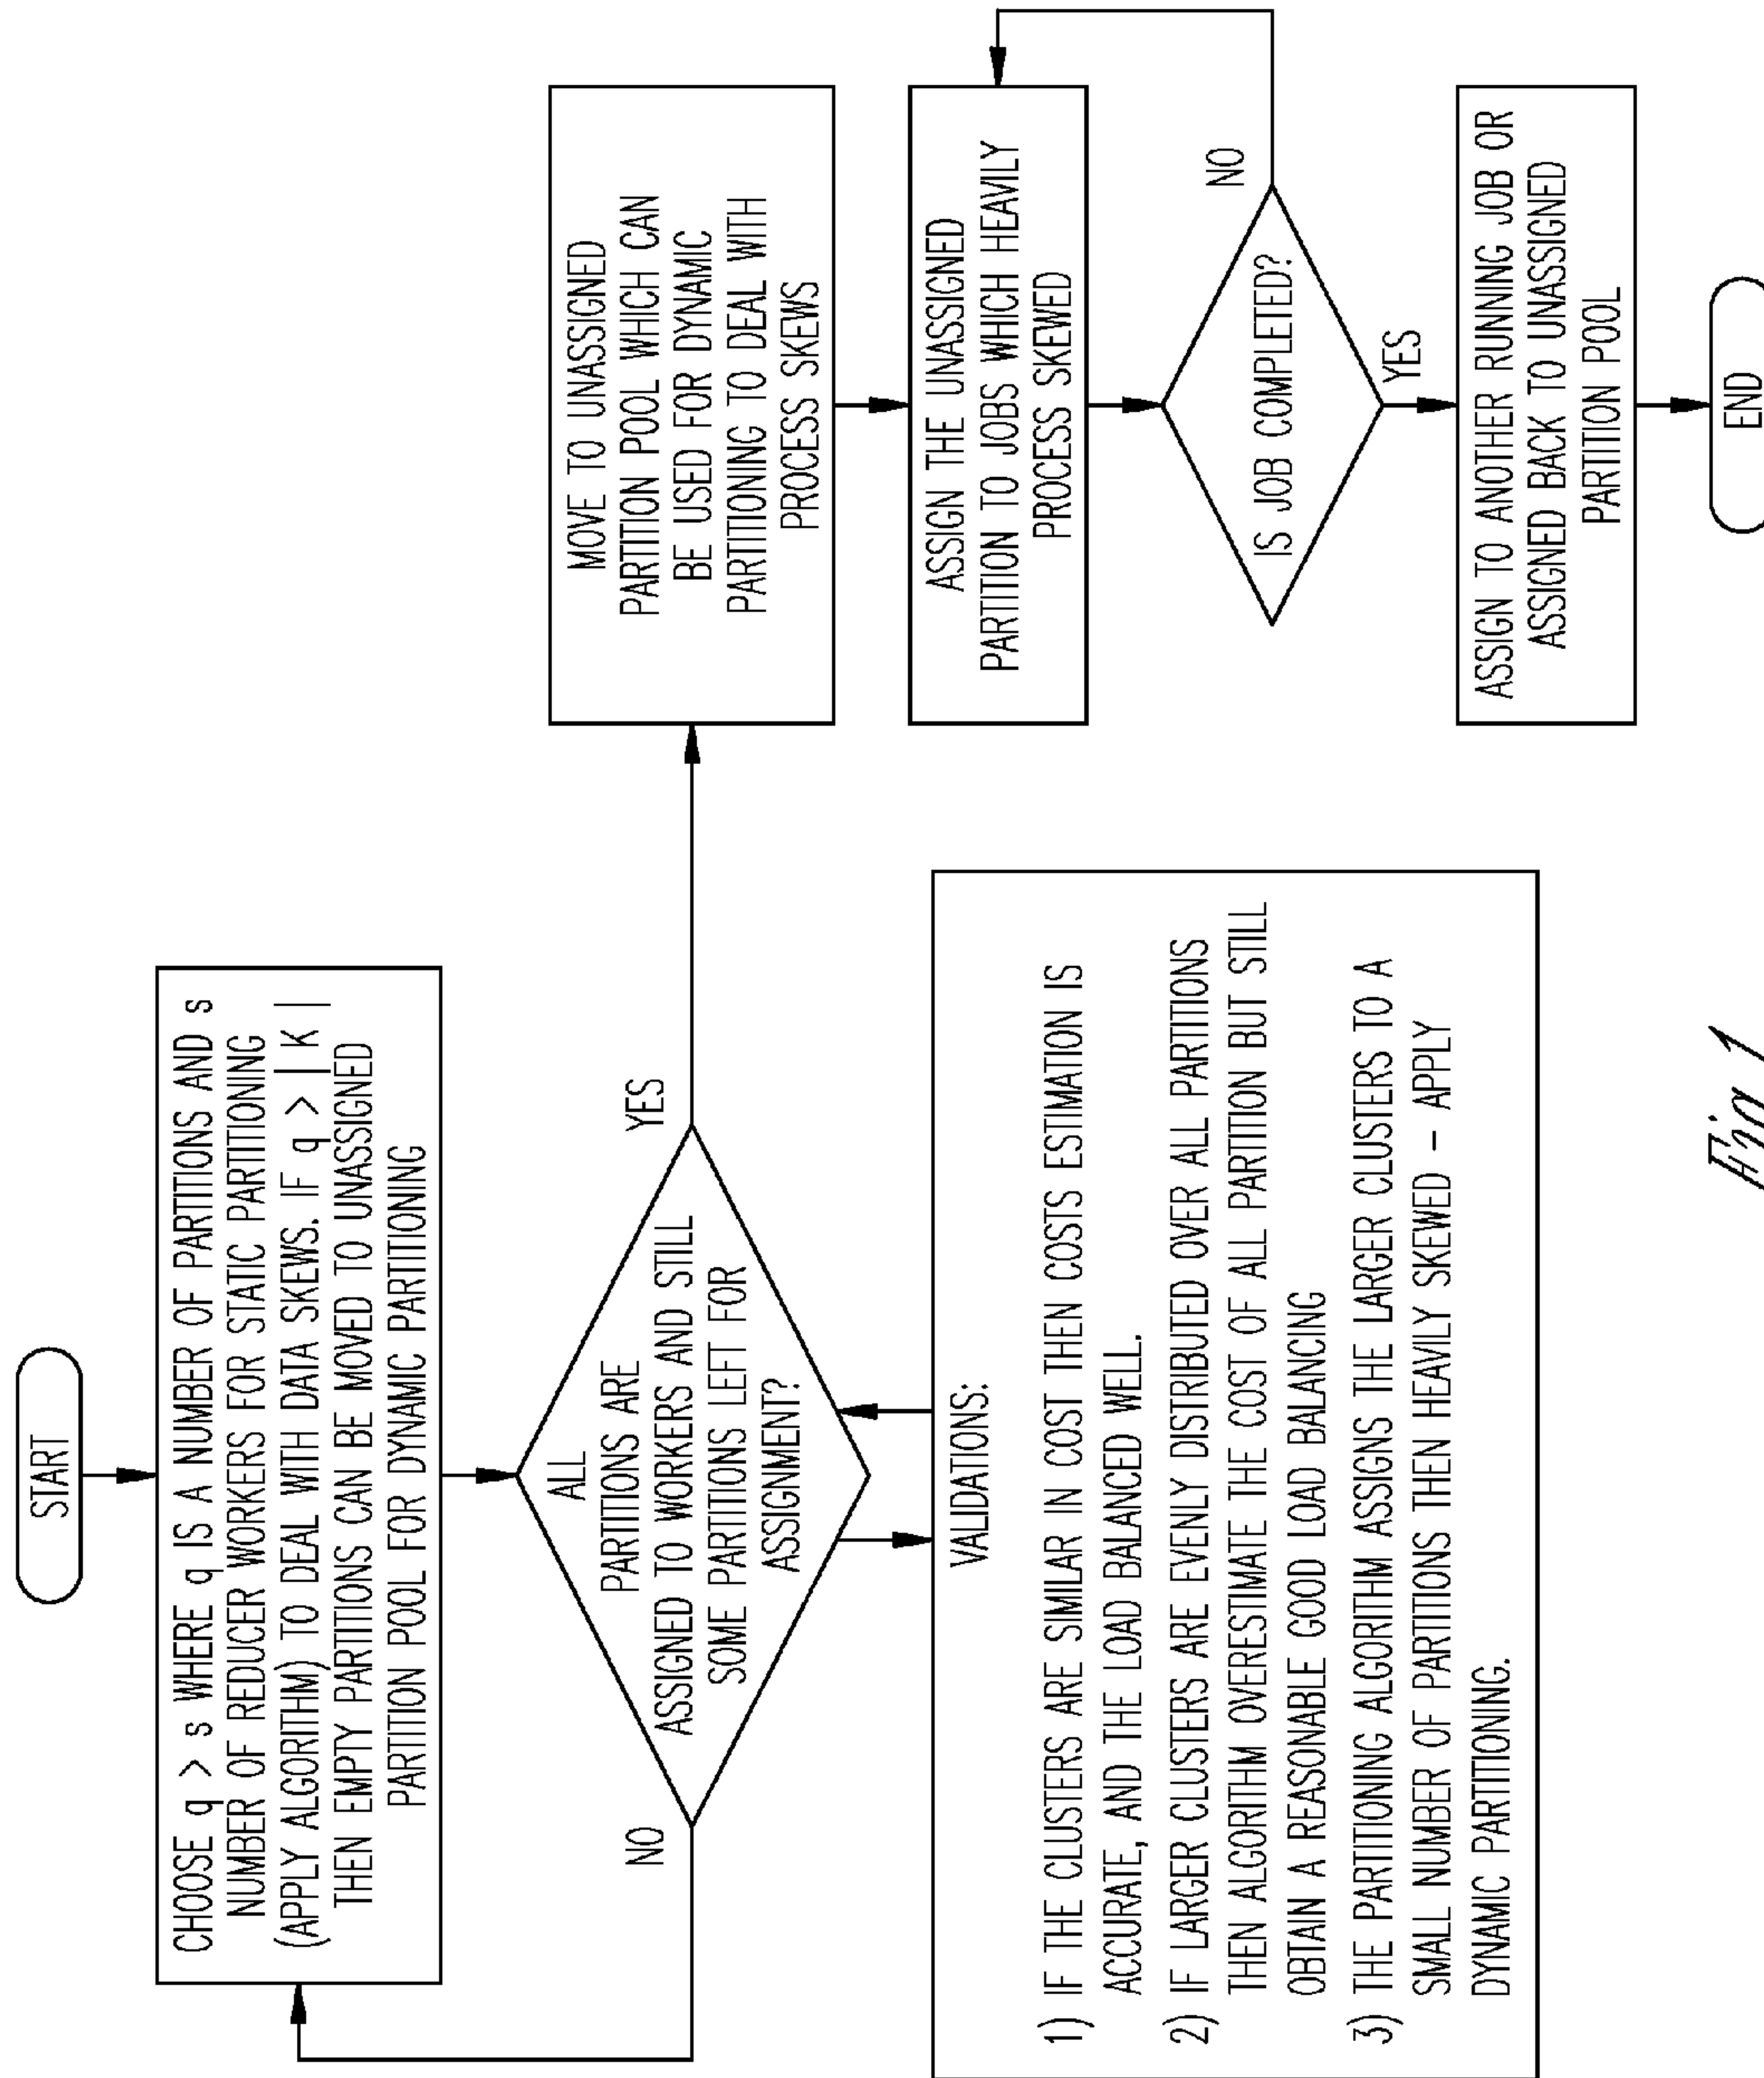 START
CHOOSE q > s WHERE q IS A NUMBER OF PARTITIONS AND s
NUMBER OF REDUCER WORKERS FOR STATIC PARTITIONING
(APPLY ALGORITHM) TO DEAL WITH DATA SKEWS. IF q > | K |
THEN EMPTY PARTITIONS CAN BE MOVED TO UNASSIGNED
PARTITION POOL FOR DYNAMIC PARTITIONING
ALL
PARTITIONS ARE
ASSIGNED TO WORKERS AND STILL
SOME PARTITIONS LEFT FOR
ASSIGNMENT?
NO
YES
VALIDATIONS:
1) IF THE CLUSTERS ARE SIMILAR IN COST THEN COSTS ESTIMATION IS
ACCURATE, AND THE LOAD BALANCED WELL.
2) IF LARGER CLUSTERS ARE EVENLY DISTRIBUTED OVER ALL PARTITIONS
THEN ALGORITHM OVERESTIMATE THE COST OF ALL PARTITION BUT STILL
OBTAIN A REASONABLE GOOD LOAD BALANCING
3) THE PARTITIONING ALGORITHM ASSIGNS THE LARGER CLUSTERS TO A
SMALL NUMBER OF PARTITIONS THEN HEAVILY SKEWED – APPLY
DYNAMIC PARTITIONING.
MOVE TO UNASSIGNED
PARTITION POOL WHICH CAN
BE USED FOR DYNAMIC
PARTITIONING TO DEAL WITH
PROCESS SKEWS
ASSIGN THE UNASSIGNED
PARTITION TO JOBS WHICH HEAVILY
PROCESS SKEWED
IS JOB COMPLETED?
NO
YES
ASSIGN TO ANOTHER RUNNING JOB OR
ASSIGNED BACK TO UNASSIGNED
PARTITION POOL
END
Fig 1